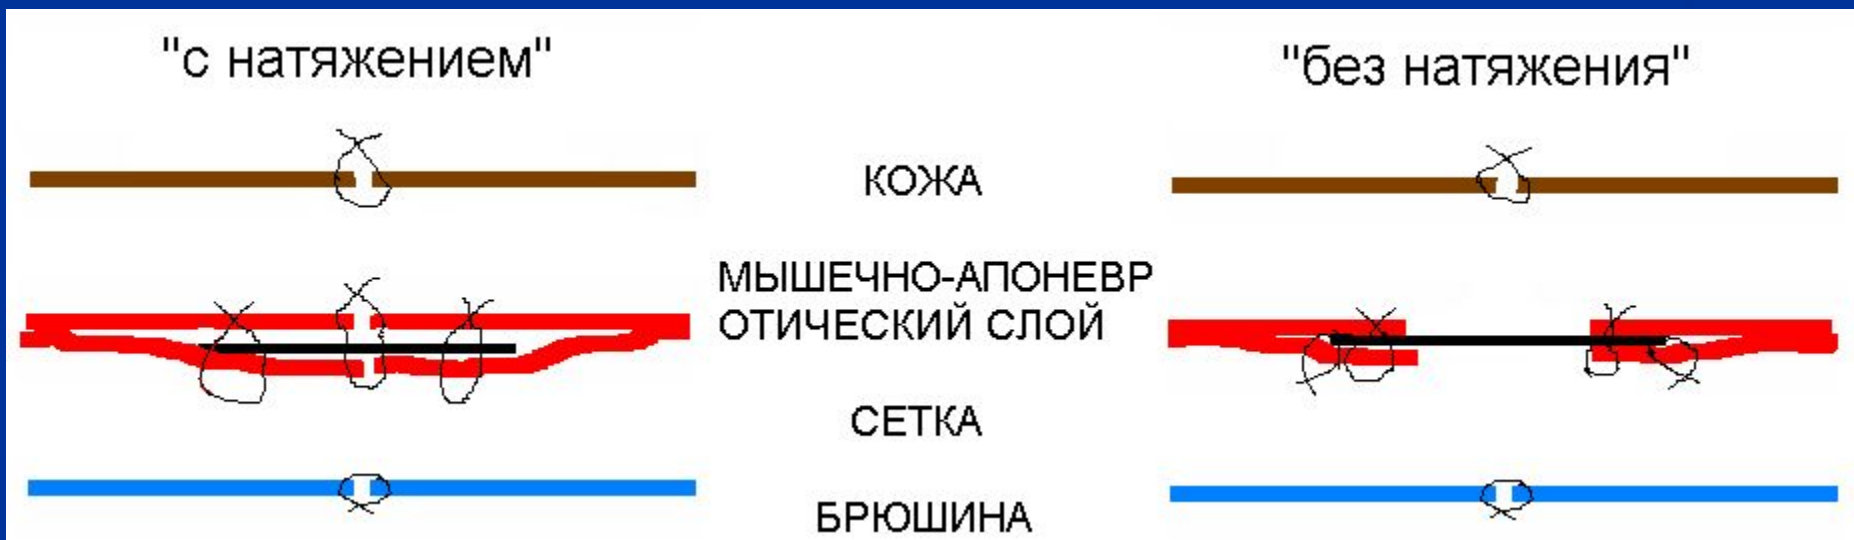 "с натяжением"
"без натяжения"
КОЖА
МЫШЕЧНО-АПОНЕВР
ОТИЧЕСКИЙ СЛОЙ
СЕТКА
БРЮШИНА